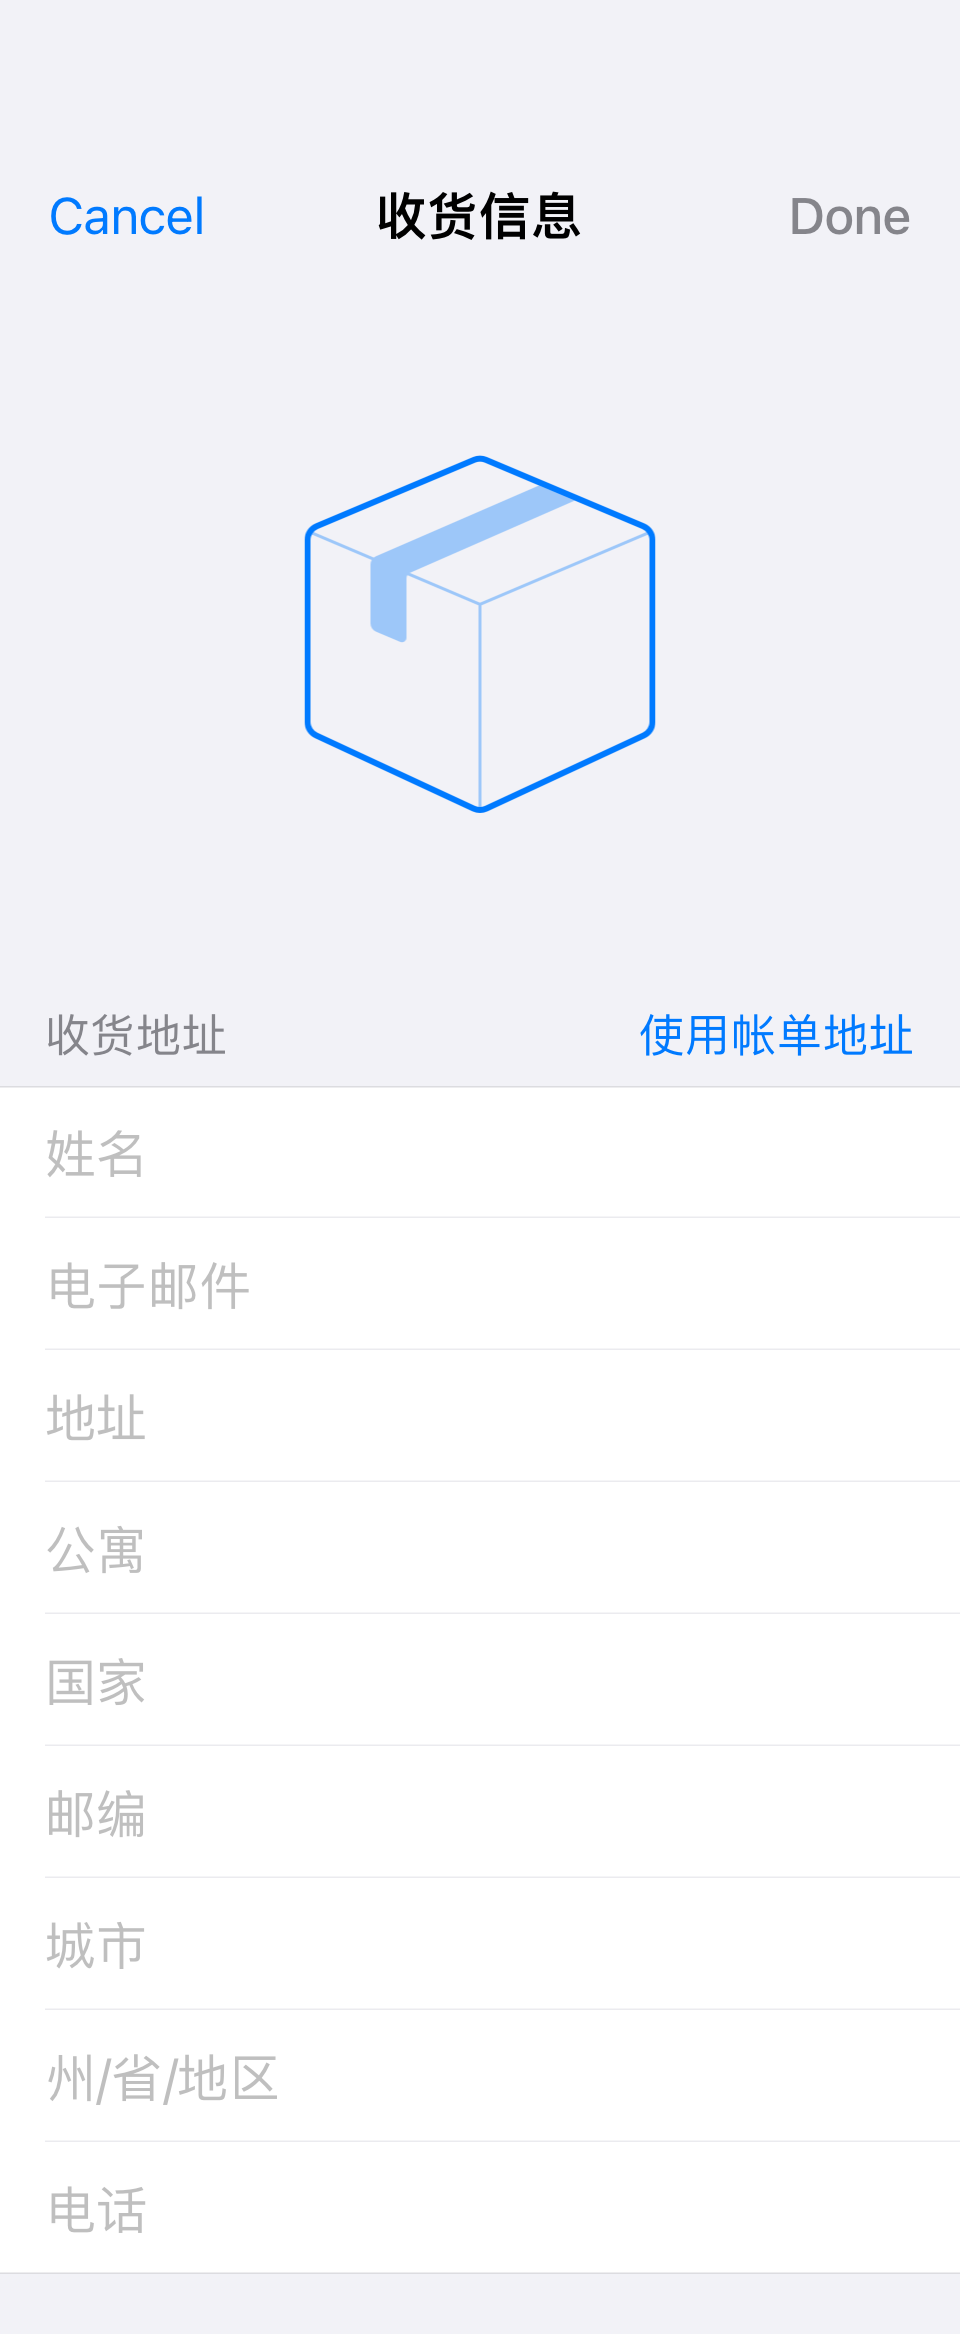 Cancel 收货信息 Done
收货地址 使用帐单地址
姓名
电子邮件
地址
公寓
国家
邮编
城市
州/省/地区
电话